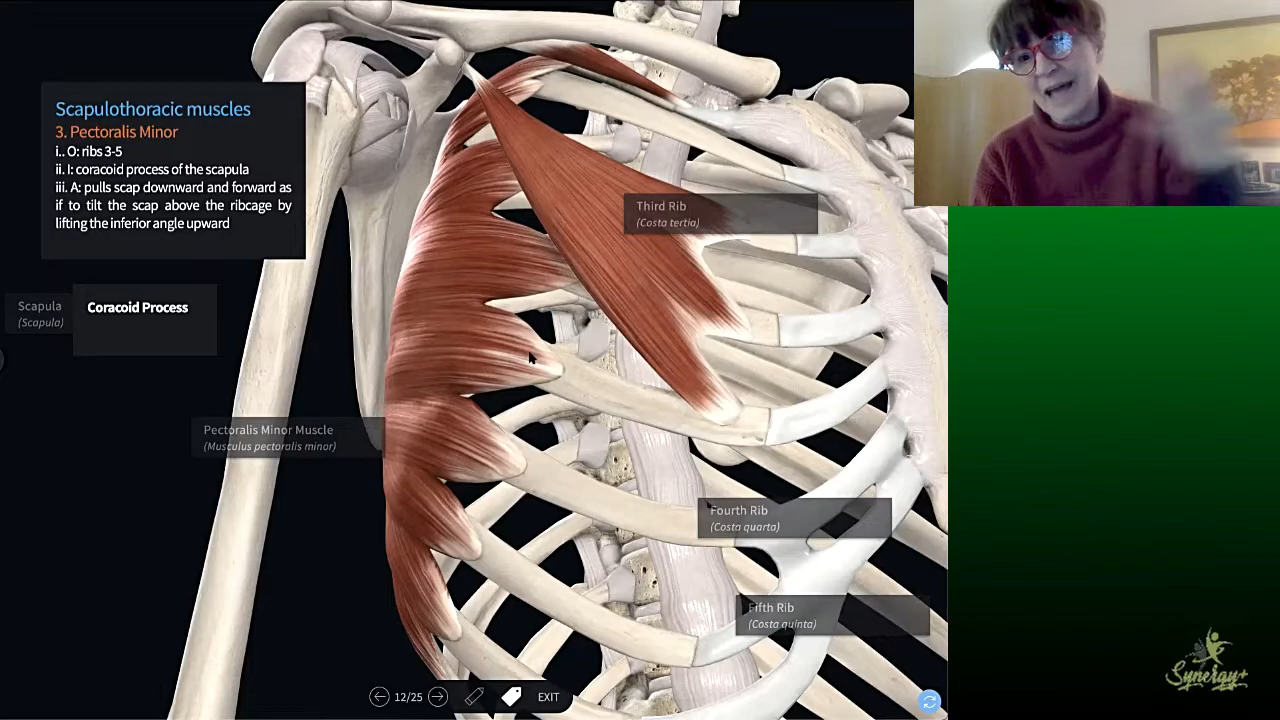 Scapulothoracic muscles
3. Pectoralis Minor
i.. O: ribs 3-5
ii. I: coracoid process of the scapula
iii. A: pulls scap downward and forward as
if to tilt the scap above the ribcage by
lifting the inferior angle upward
Third Rib
(Costa tertia)
Scapula
(Scapula)
Coracoid Process
Pectoralis Minor Muscle
(Musculus pectoralis minor)
Fourth Rib
(Costa quarta)
Fifth Rib
(Costa quinta)
12/25
EXIT
Synergy+